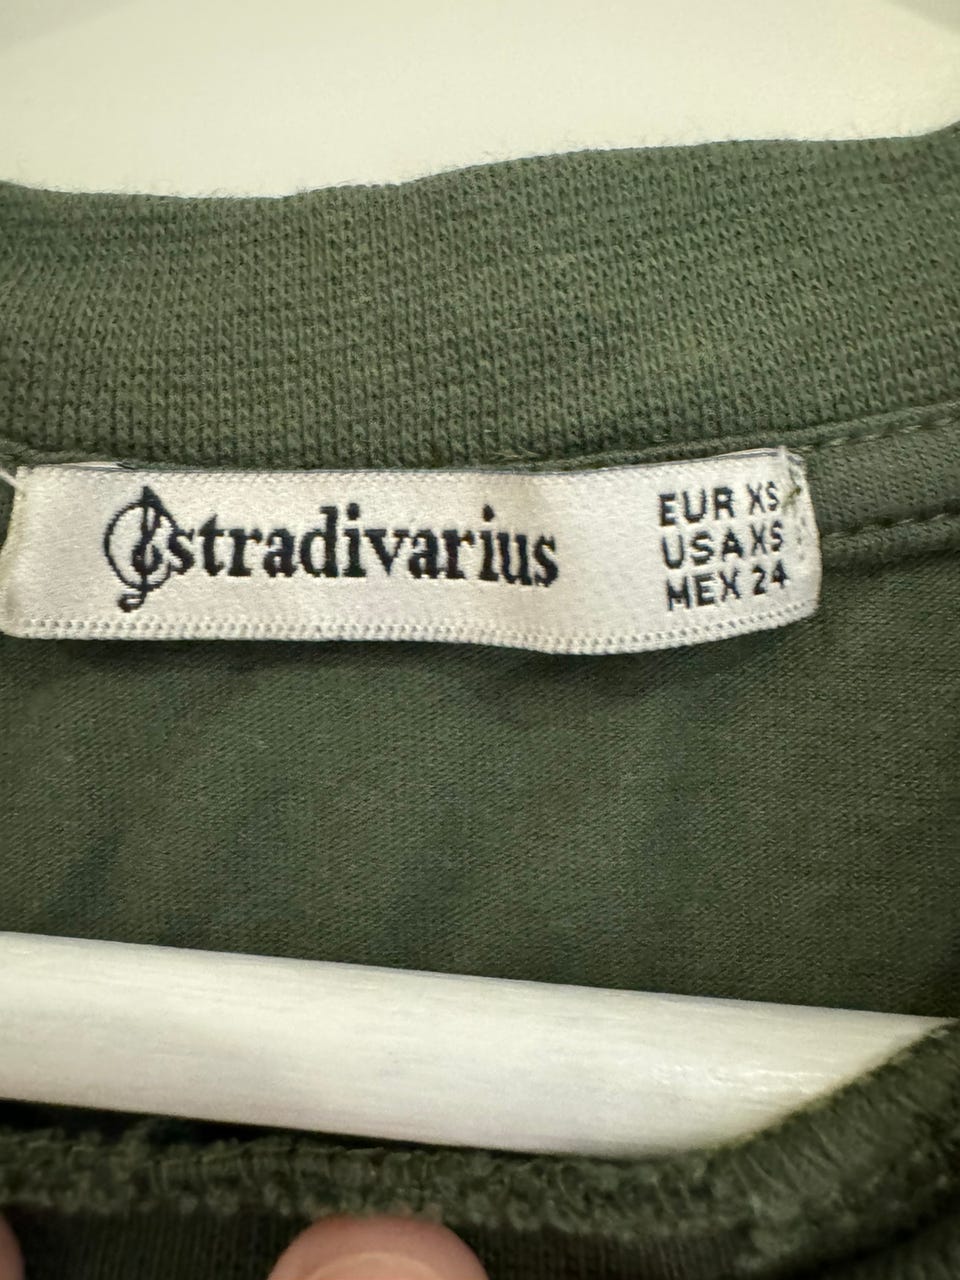 stradivarius
EUR XS
USA XS
MEX 24